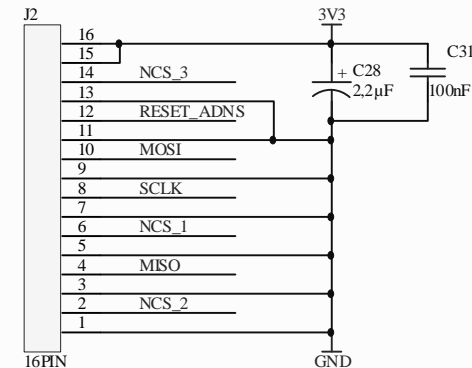 J2
3V3
16
15
14 NCS_3
13
12 RESET_ADNS
11
10 MOSI
9
8 SCLK
7
6 NCS_1
5
4 MISO
3
2 NCS_2
1
+ C28
2,2µF
C31
100nF
16PIN
GND